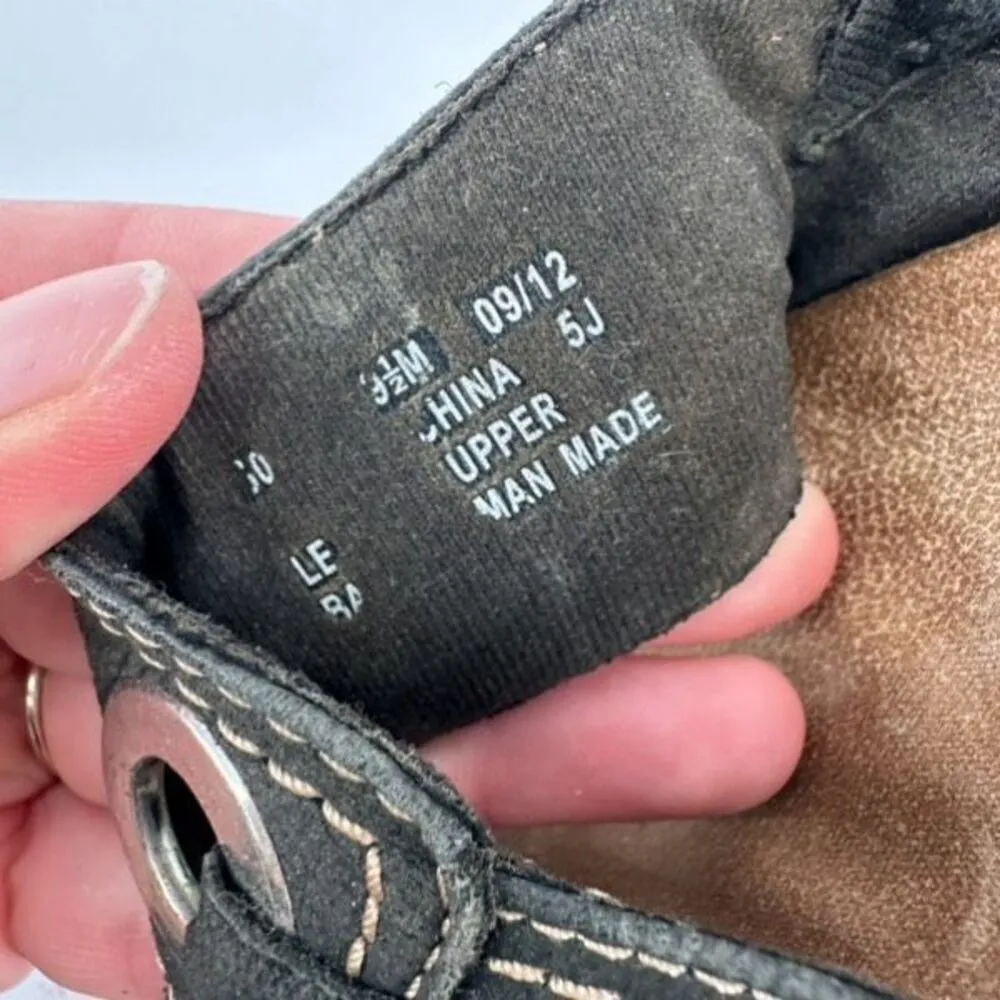 9½M 09/12
CHINA 5J
UPPER
MAN MADE
LE